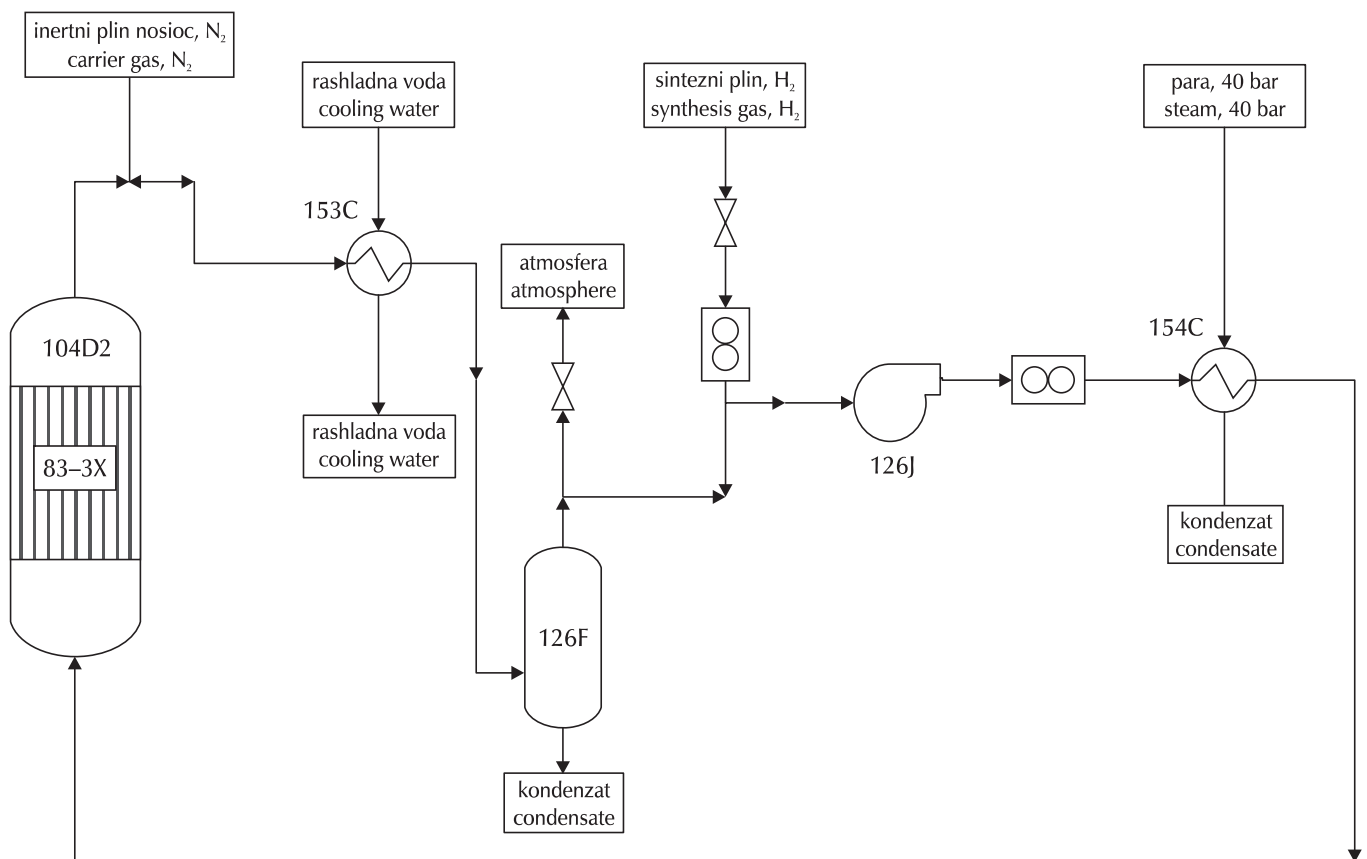 inertni plin nosioc, N₂
carrier gas, N₂
rashladna voda
cooling water
sintezni plin, H₂
synthesis gas, H₂
para, 40 bar
steam, 40 bar
153C
atmosfera
atmosphere
104D2
154C
83–3X
rashladna voda
cooling water
126J
kondenzat
condensate
126F
kondenzat
condensate